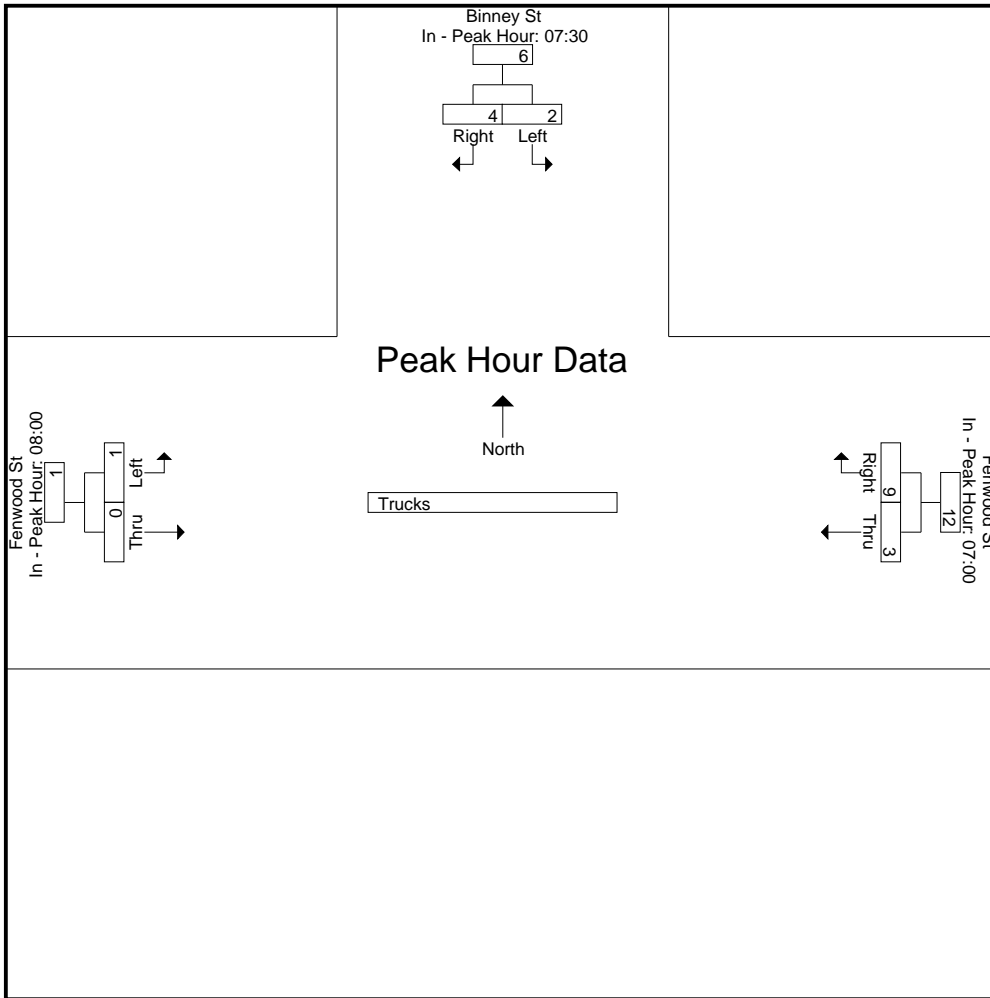 Binney St
In - Peak Hour: 07:30
6
4 2
Right Left
Peak Hour Data
North
Trucks
Fenwood St
In - Peak Hour: 08:00
1
1 0
Left Thru
Fenwood St
In - Peak Hour: 07:00
12
9 3
Right Thru